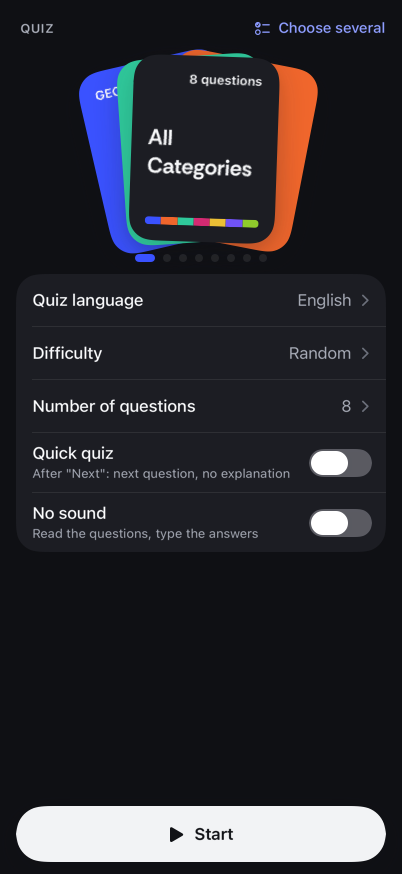 QUIZ
Choose several
8 questions
All
Categories
Quiz language
English
Difficulty
Random
Number of questions
8
Quick quiz
After "Next": next question, no explanation
No sound
Read the questions, type the answers
Start